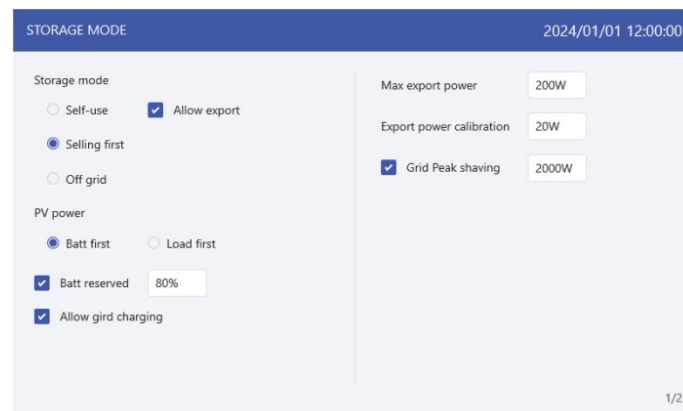 STORAGE MODE 2024/01/01 12:00:00
Storage mode
Self-use Allow export
Selling first
Off grid
PV power
Batt first Load first
Batt reserved 80%
Allow gird charging
Max export power 200W
Export power calibration 20W
Grid Peak shaving 2000W
1/2